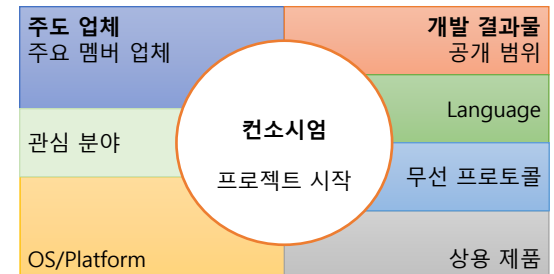 주도 업체
주요 멤버 업체
개발 결과물
공개 범위
Language
관심 분야
컨소시엄
프로젝트 시작
무선 프로토콜
OS/Platform
상용 제품